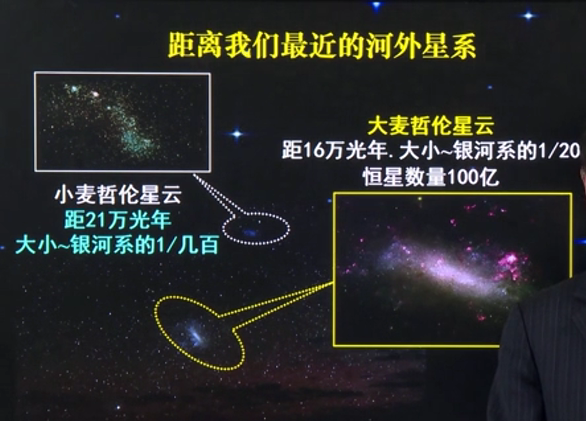 距离我们最近的河外星系
大麦哲伦星云
距16万光年.大小~银河系的1/20
恒星数量100亿
小麦哲伦星云
距21万光年
大小~银河系的1/几百